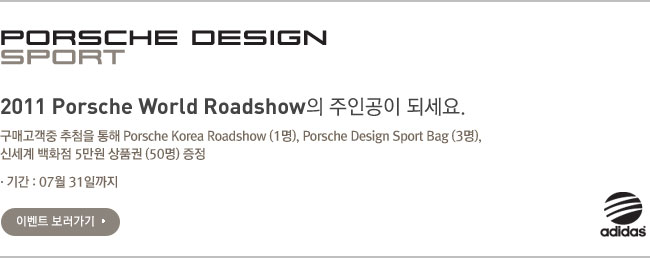 PORSCHE DESIGN
SPORT
2011 Porsche World Roadshow의 주인공이 되세요.
구매고객중 추첨을 통해 Porsche Korea Roadshow (1명), Porsche Design Sport Bag (3명),
신세계 백화점 5만원 상품권 (50명) 증정
· 기간 : 07월 31일까지
이벤트 보러가기
adidas